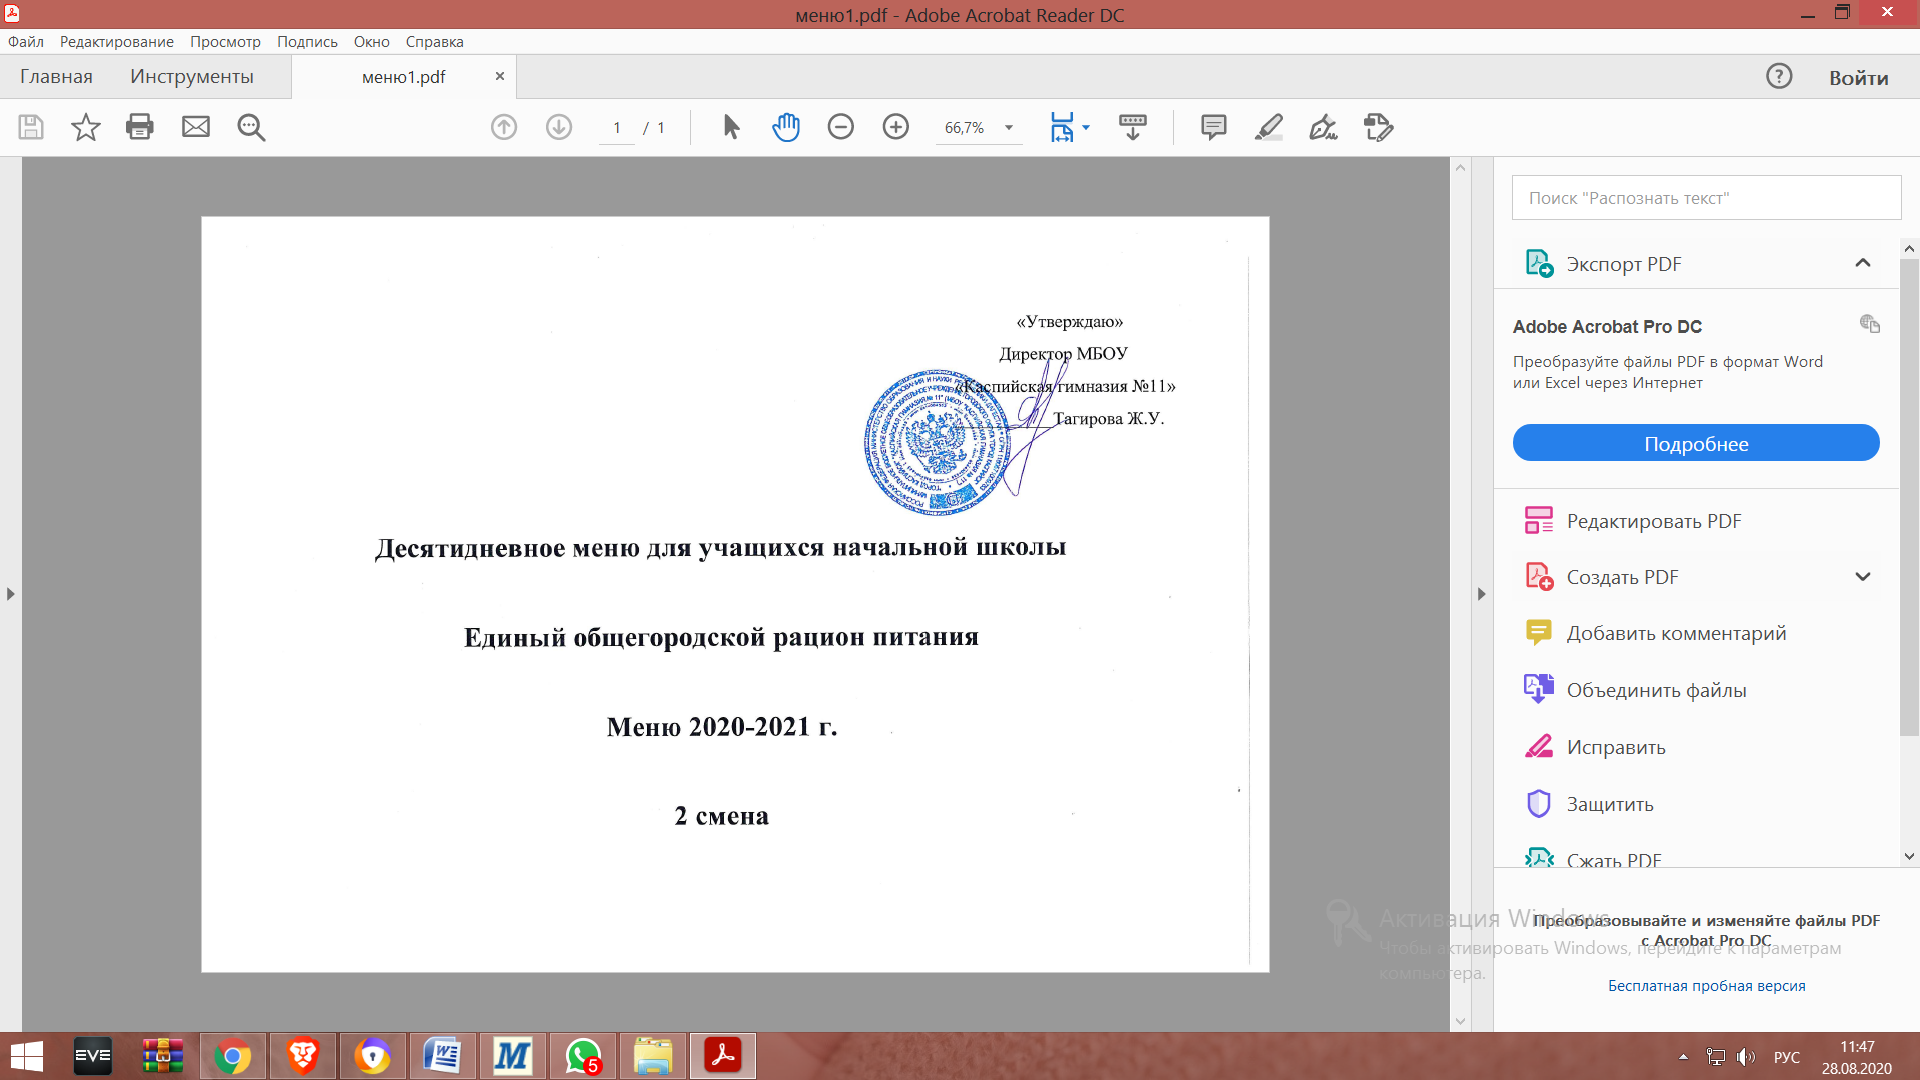 меню1.pdf - Adobe Acrobat Reader DC
Файл Редактирование Просмотр Подпись Окно Справка
Главная Инструменты меню1.pdf Войти
1 / 1 66,7%
Поиск "Распознать текст"
Экспорт PDF
Adobe Acrobat Pro DC
Преобразуйте файлы PDF в формат Word
или Excel через Интернет
Подробнее
Редактировать PDF
Создать PDF
Добавить комментарий
Объединить файлы
Исправить
Защитить
Сжать PDF
Преобразовывайте и изменяйте файлы PDF
с Acrobat Pro DC
Бесплатная пробная версия
«Утверждаю»
Директор МБОУ
«Каспийская гимназия №11»
Тагирова Ж.У.
Десятидневное меню для учащихся начальной школы
Единый общегородской рацион питания
Меню 2020-2021 г.
2 смена
Активация Windows
Чтобы активировать Windows, перейдите к параметрам
компьютера.
EVE
5
РУС
11:47
28.08.2020